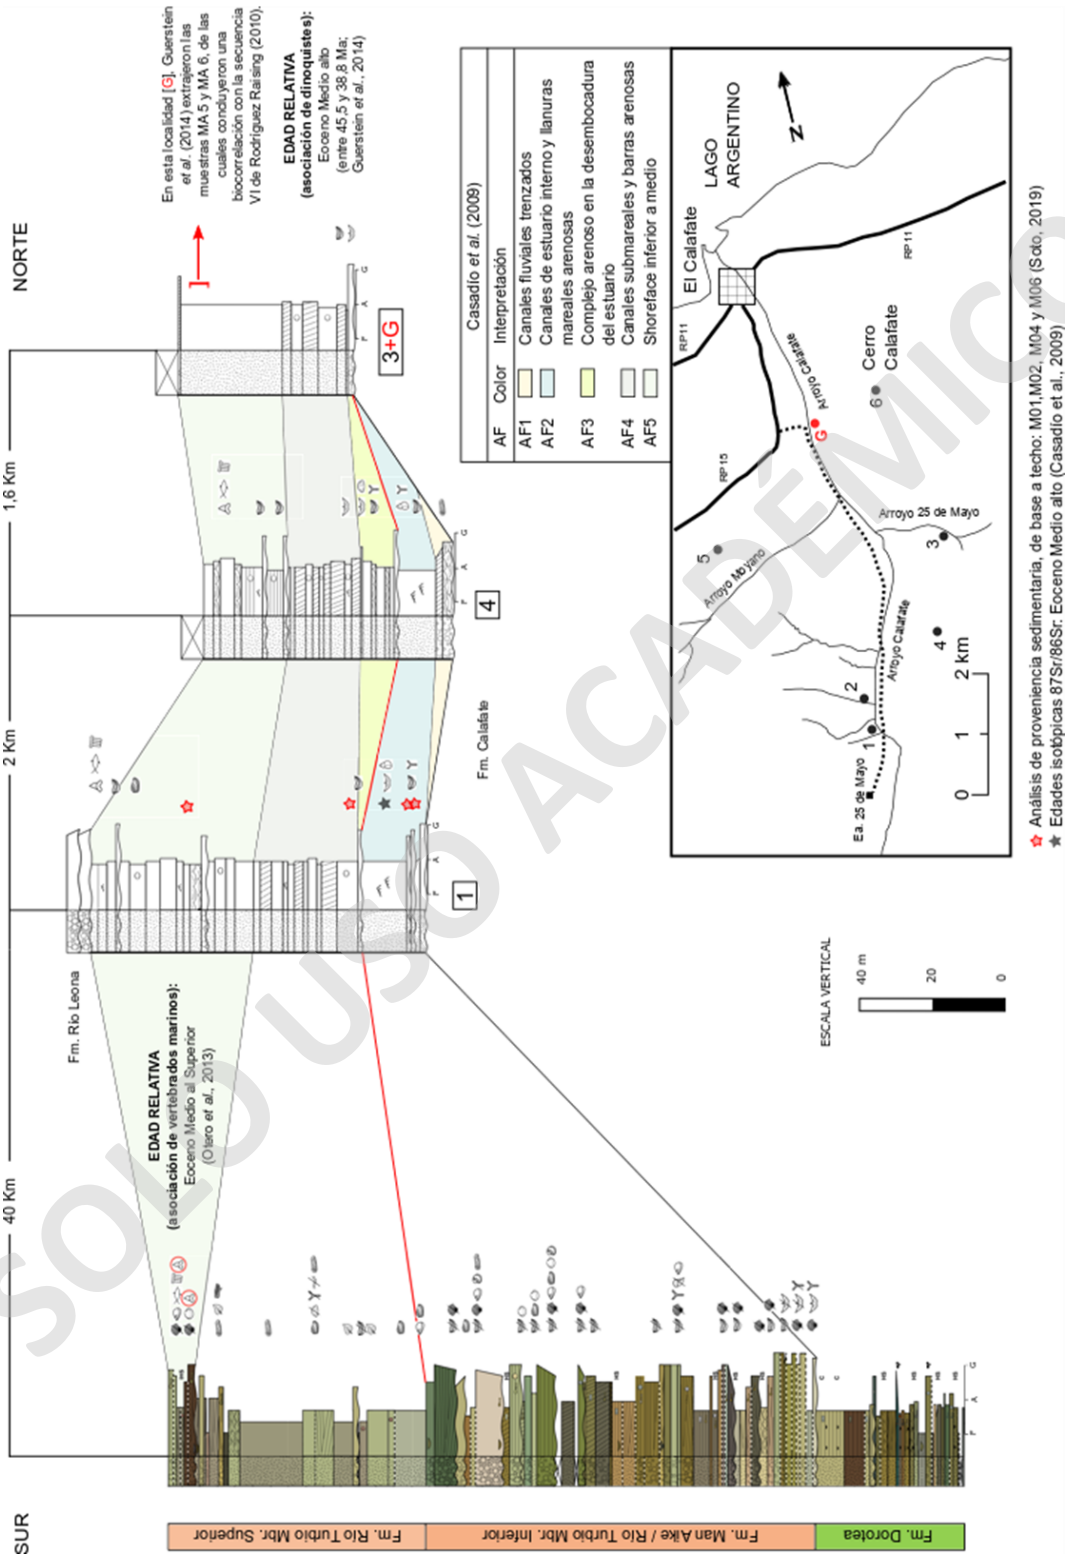 SUR
NORTE
40 Km
2 Km
1,6 Km
En esta localidad [G], Guerstein
et al. (2014) extrajeron las
muestras MA 5 y MA 6, de las
cuales concluyeron una
biocorrelación con la secuencia
VI de Rodríguez Raising (2010).
EDAD RELATIVA
(asociación de dinoquistes):
Eoceno Medio alto
(entre 45,5 y 38,8 Ma;
Guerstein et al., 2014)
]
3+G
4
1
F A G
F A G
F A G
F A G
Fm. Río Leona
Fm. Calafate
EDAD RELATIVA
(asociación de vertebrados marinos):
Eoceno Medio al Superior
(Otero et al., 2013)
Fm. Río Turbio Mbr. Superior
Fm. Man Aike / Río Turbio Mbr. Inferior
Fm. Dorotea
ESCALA VERTICAL
40 m
20
0
Casadío et al. (2009)
AF Color Interpretación
AF1 Canales fluviales trenzados
AF2 Canales de estuario interno y llanuras
mareales arenosas
AF3 Complejo arenoso en la desembocadura
del estuario
AF4 Canales submareales y barras arenosas
AF5 Shoreface inferior a medio
N
LAGO
ARGENTINO
El Calafate
RP11
RP11
RP15
Arroyo Calafate
G
6
Cerro
Calafate
5
Arroyo Moyano
Arroyo 25 de Mayo
3
4
Arroyo Calafate
2
1
Ea. 25 de Mayo
0 1 2 km
Análisis de proveniencia sedimentaria, de base a techo: M01,M02, M04 y M06 (Soto, 2019)
Edades isotópicas 87Sr/86Sr: Eoceno Medio alto (Casadío et al., 2009)
SOLO USO ACADÉMICO